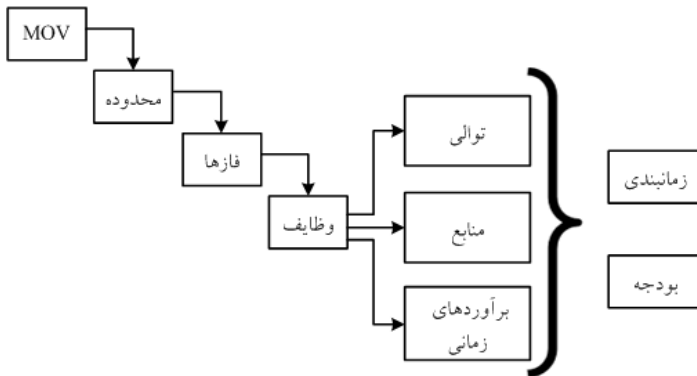 MOV
محدوده
فازها
وظایف
توالی
منابع
برآوردهای
زمانی
زمانبندی
بودجه